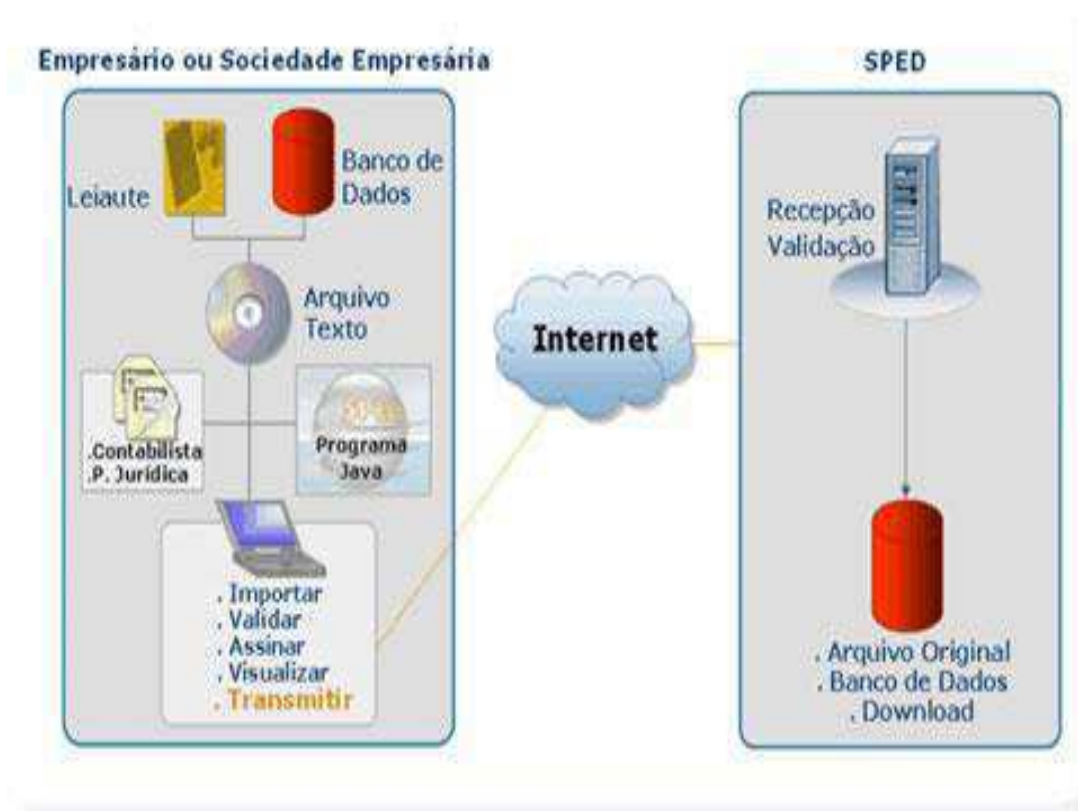 Empresário ou Sociedade Empresária
Leiaute
Banco de
Dados
Arquivo
Texto
.Contabilista
.P. Jurídica
Programa
Java
. Importar
. Validar
. Assinar
. Visualizar
. Transmitir
Internet
SPED
Recepção
Validação
. Arquivo Original
. Banco de Dados
. Download